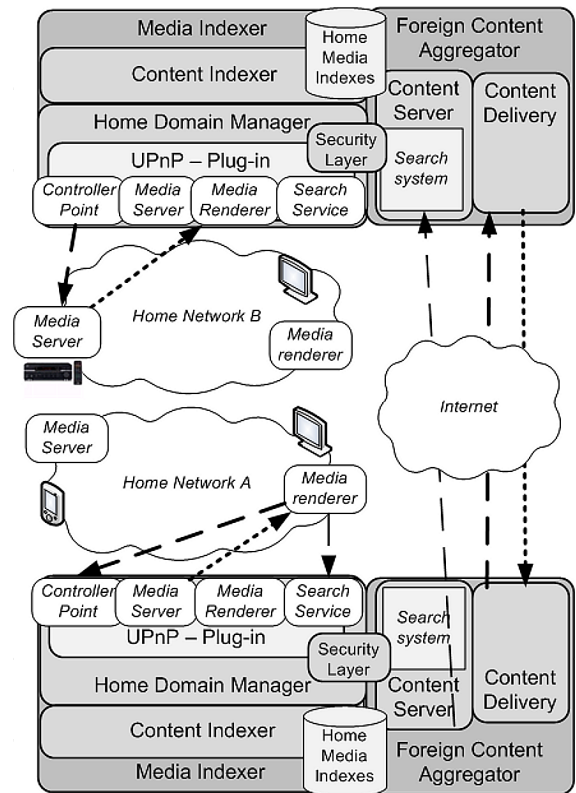 Media Indexer
Home
Media
Indexes
Foreign Content
Aggregator
Content Indexer
Content
Server
Content
Delivery
Home Domain Manager
Security
Layer
Search
system
UPnP – Plug-in
Controller
Point
Media
Server
Media
Renderer
Search
Service
Media
Server
Home Network B
Media
renderer
Internet
Media
Server
Home Network A
Media
renderer
Controller
Point
Media
Server
Media
Renderer
Search
Service
UPnP – Plug-in
Search
system
Security
Layer
Home Domain Manager
Content
Server
Content
Delivery
Content Indexer
Home
Media
Indexes
Media Indexer
Foreign Content
Aggregator